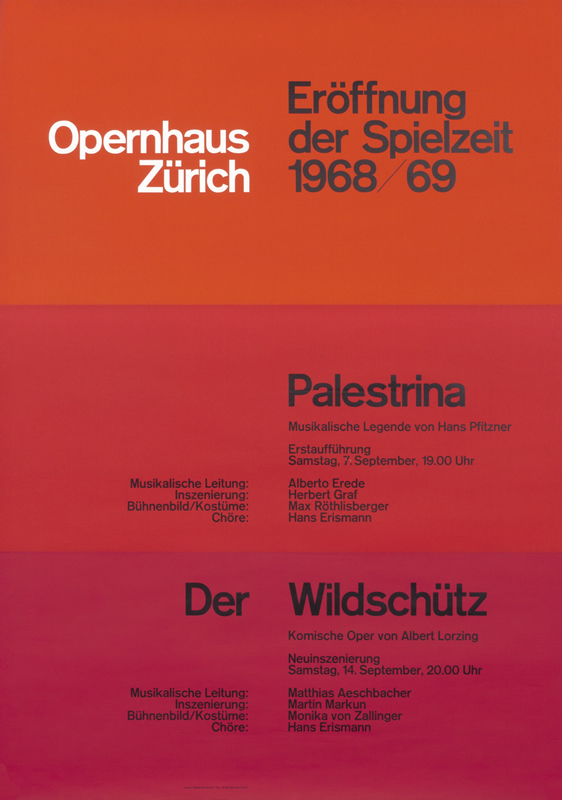 Opernhaus
Zürich
Eröffnung
der Spielzeit
1968/69
Palestrina
Musikalische Legende von Hans Pfitzner
Erstaufführung
Samstag, 7. September, 19.00 Uhr
Musikalische Leitung: Alberto Erede
Inszenierung: Herbert Graf
Bühnenbild/Kostüme: Max Röthlisberger
Chöre: Hans Erismann
Der Wildschütz
Komische Oper von Albert Lorzing
Neuinszenierung
Samstag, 14. September, 20.00 Uhr
Musikalische Leitung: Matthias Aeschbacher
Inszenierung: Martin Markun
Bühnenbild/Kostüme: Monika von Zallinger
Chöre: Hans Erismann